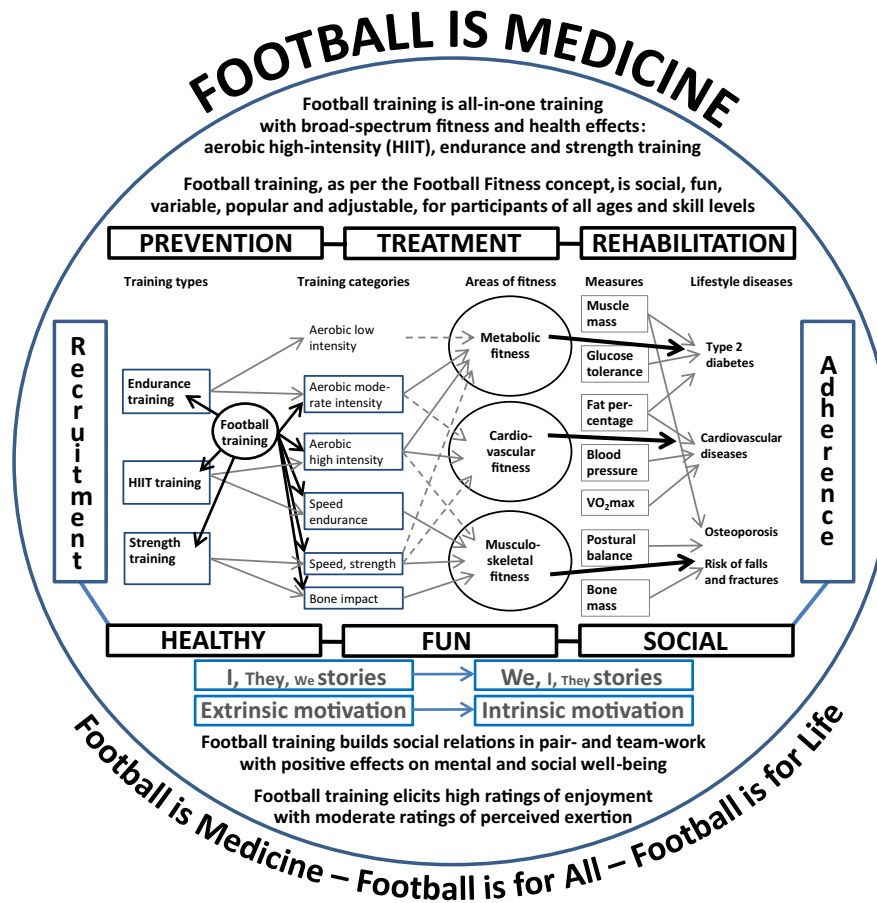 FOOTBALL IS MEDICINE
Football training is all-in-one training
with broad-spectrum fitness and health effects:
aerobic high-intensity (HIIT), endurance and strength training
Football training, as per the Football Fitness concept, is social, fun,
variable, popular and adjustable, for participants of all ages and skill levels
PREVENTION
TREATMENT
REHABILITATION
Training types
Training categories
Areas of fitness
Measures
Lifestyle diseases
Recruitment
Endurance
training
HIIT training
Strength
training
Football
training
Aerobic low
intensity
Aerobic mode-
rate intensity
Aerobic
high intensity
Speed
endurance
Speed, strength
Bone impact
Metabolic
fitness
Cardio-
vascular
fitness
Musculo-
skeletal
fitness
Muscle
mass
Glucose
tolerance
Fat per-
centage
Blood
pressure
VO₂max
Postural
balance
Bone
mass
Type 2
diabetes
Cardiovascular
diseases
Osteoporosis
Risk of falls
and fractures
Adherence
HEALTHY
FUN
SOCIAL
I, They, We stories
We, I, They stories
Extrinsic motivation
Intrinsic motivation
Football training builds social relations in pair- and team-work
with positive effects on mental and social well-being
Football training elicits high ratings of enjoyment
with moderate ratings of perceived exertion
Football is Medicine – Football is for All – Football is for Life